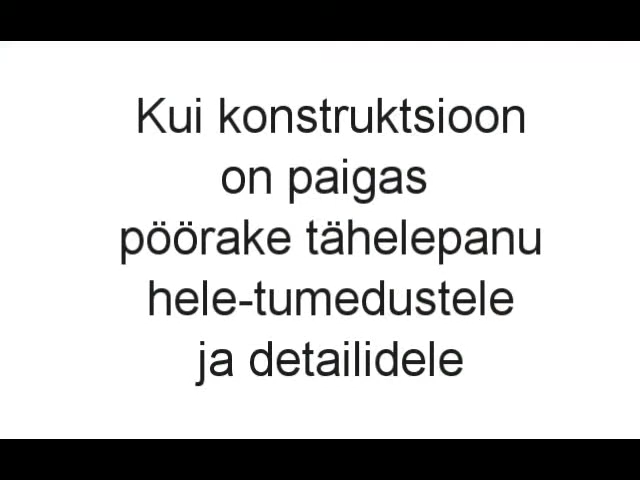 Kui konstruktsioon
on paigas
pöörake tähelepanu
hele-tumedustele
ja detailidele